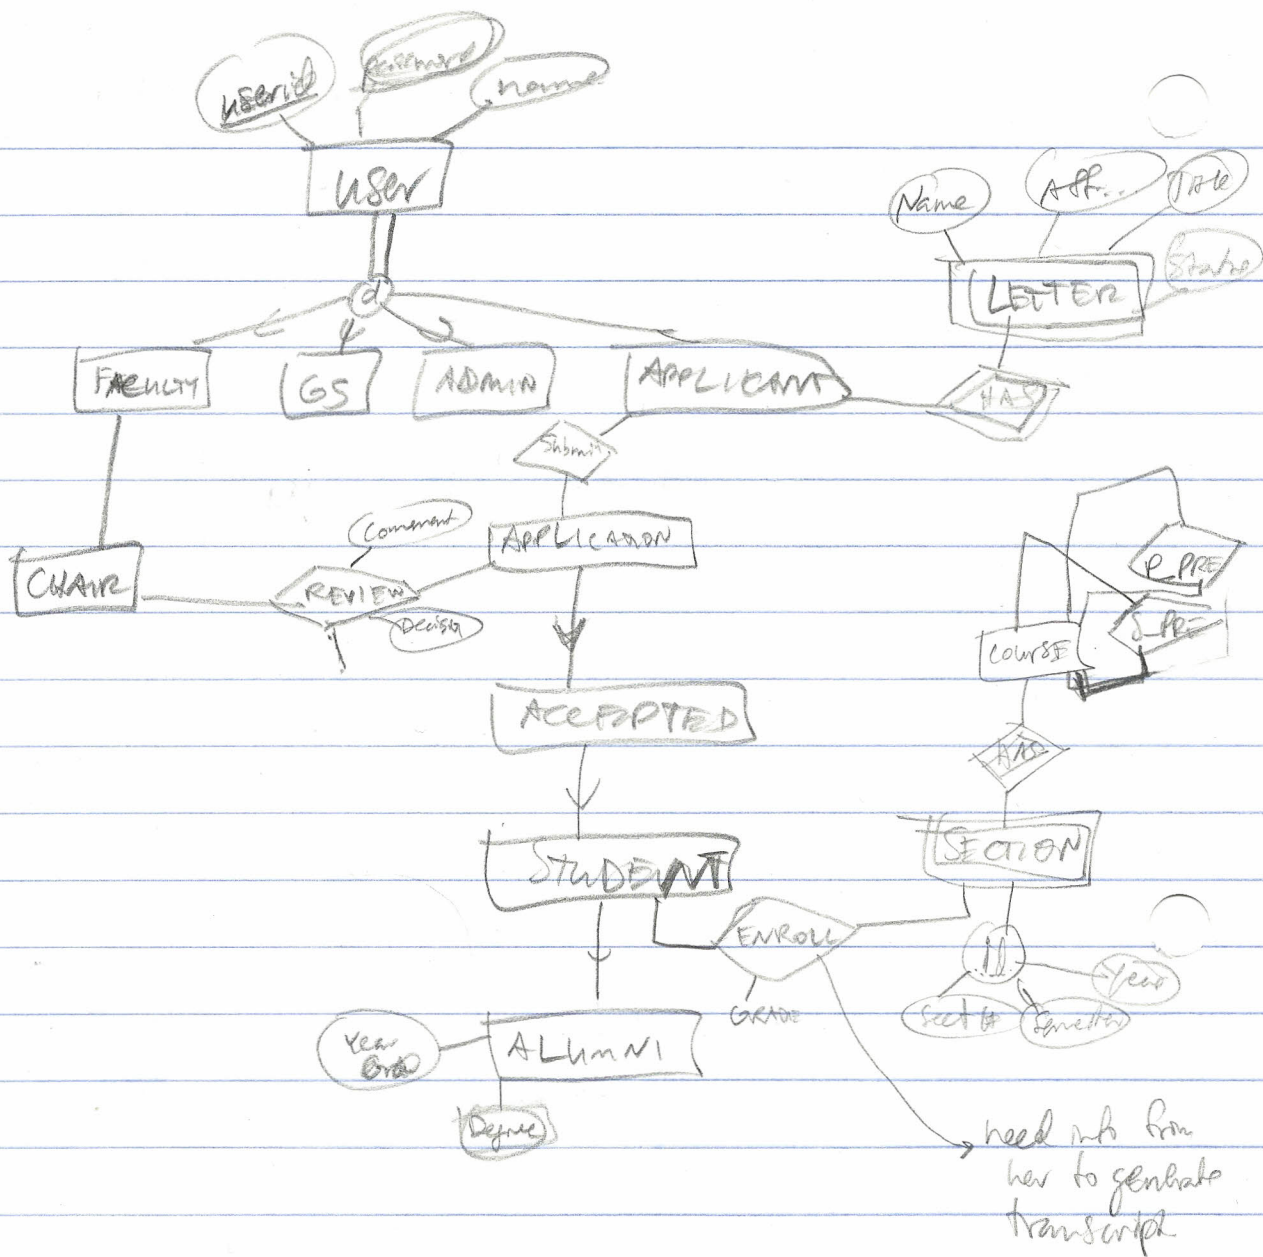 userid
password
name
user
d
Name
Aff...
Title
Status
LETTER
FACULTY
GS
ADMIN
APPLICANT
HAS
Submit
Comment
APPLICATION
P_PRE
CHAIR
REVIEW
Decision
S_PRE
COURSE
ACCEPTED
HAS
SECTION
STUDENT
ENROLL
id
Year
Sect #
Semester
GRADE
Year
Grad
ALUMNI
Degree
need info from
her to generate
transcript